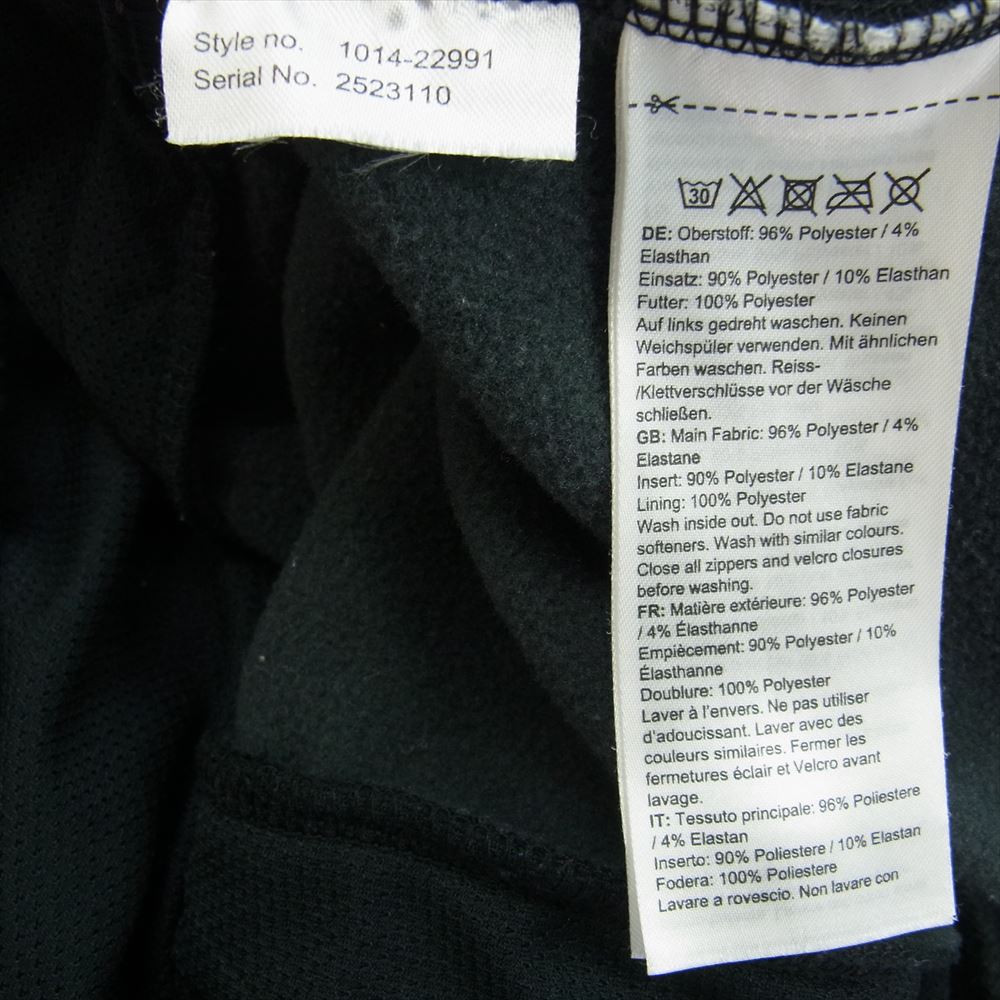 Style no. 1014-22991
Serial No. 2523110
30
DE: Oberstoff: 96% Polyester / 4%
Elasthan
Einsatz: 90% Polyester / 10% Elasthan
Futter: 100% Polyester
Auf links gedreht waschen. Keinen
Weichspüler verwenden. Mit ähnlichen
Farben waschen. Reiss-
/Klettverschlüsse vor der Wäsche
schließen.
GB: Main Fabric: 96% Polyester / 4%
Elastane
Insert: 90% Polyester / 10% Elastane
Lining: 100% Polyester
Wash inside out. Do not use fabric
softeners. Wash with similar colours.
Close all zippers and velcro closures
before washing.
FR: Matière extérieure: 96% Polyester
/ 4% Élasthanne
Empiècement: 90% Polyester / 10%
Élasthanne
Doublure: 100% Polyester
Laver à l'envers. Ne pas utiliser
d'adoucissant. Laver avec des
couleurs similaires. Fermer les
fermetures éclair et Velcro avant
lavage.
IT: Tessuto principale: 96% Poliestere
/ 4% Elastan
Inserto: 90% Poliestere / 10% Elastan
Fodera: 100% Poliestere
Lavare a rovescio. Non lavare con